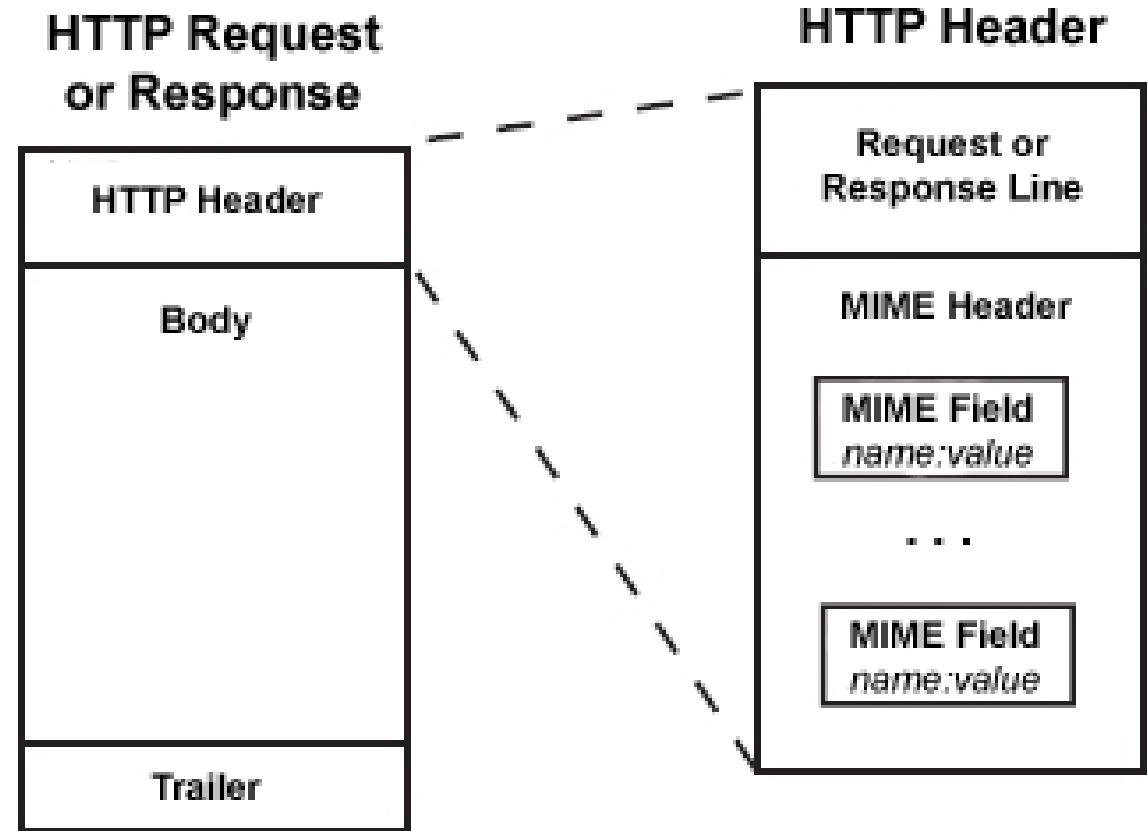 HTTP Request
or Response
HTTP Header
Body
Trailer
HTTP Header
Request or
Response Line
MIME Header
MIME Field
name:value
. . .
MIME Field
name:value